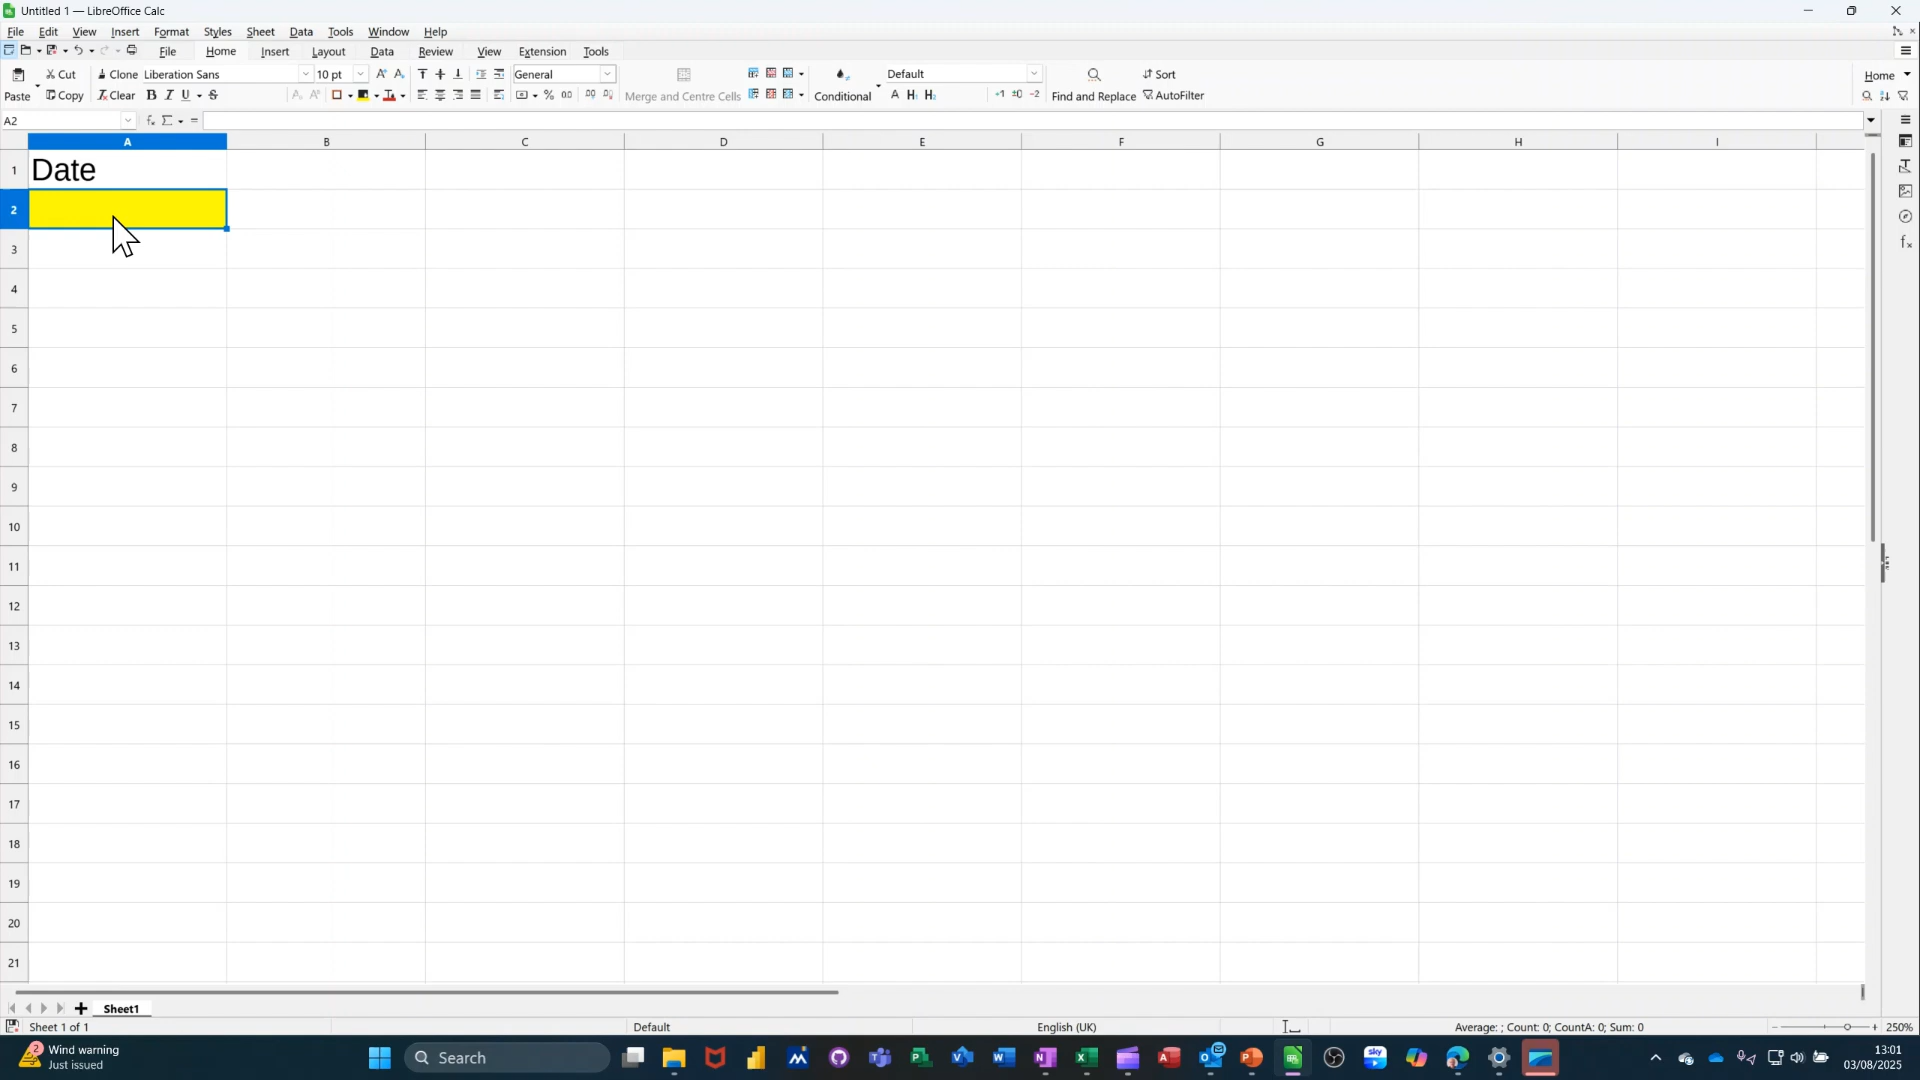 Untitled 1 — LibreOffice Calc
File Edit View Insert Format Styles Sheet Data Tools Window Help
File Home Insert Layout Data Review View Extension Tools
Cut Clone Liberation Sans 10 pt General Default Sort Home
Paste Copy Clear Merge and Centre Cells Conditional Find and Replace AutoFilter
A2
A B C D E F G H I
1 Date
2
3
4
5
6
7
8
9
10
11
12
13
14
15
16
17
18
19
20
21
Sheet1
Sheet 1 of 1 Default English (UK) Average: ; Count: 0; CountA: 0; Sum: 0 250%
Wind warning
Just issued
Search
13:01
03/08/2025